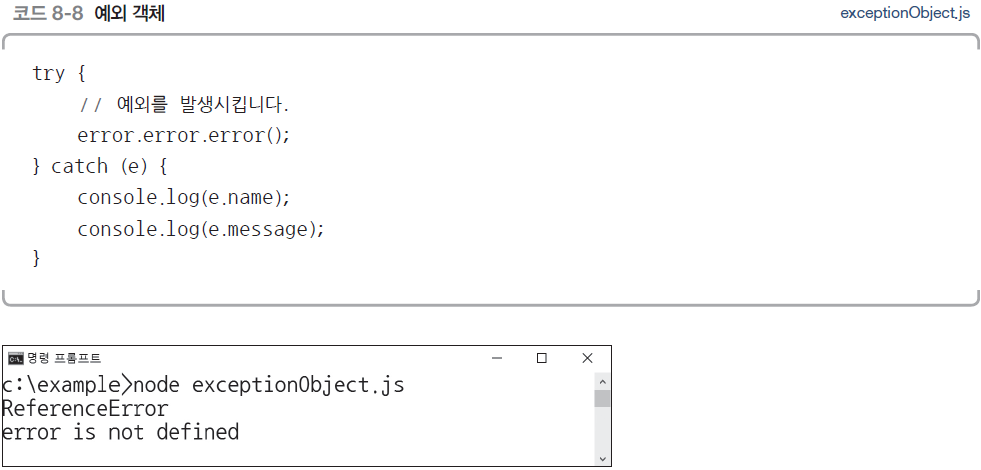 코드 8-8 예외 객체 exceptionObject.js
try {
    // 예외를 발생시킵니다.
    error.error.error();
} catch (e) {
    console.log(e.name);
    console.log(e.message);
}
명령 프롬프트
c:\example>node exceptionObject.js
ReferenceError
error is not defined